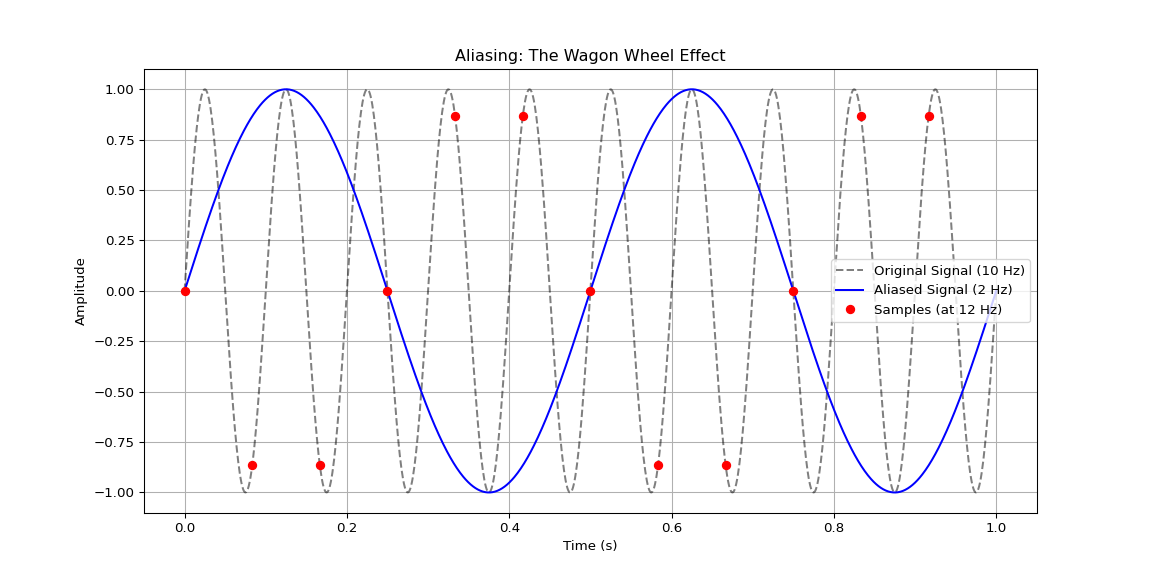 Aliasing: The Wagon Wheel Effect
1.00
0.75
0.50
0.25
0.00
−0.25
−0.50
−0.75
−1.00
Amplitude
Original Signal (10 Hz)
Aliased Signal (2 Hz)
Samples (at 12 Hz)
0.0 0.2 0.4 0.6 0.8 1.0
Time (s)